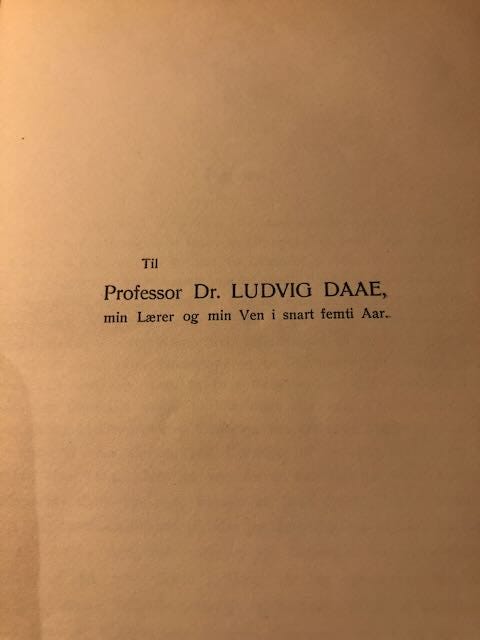 Til
Professor Dr. LUDVIG DAAE,
min Lærer og min Ven i snart femti Aar.